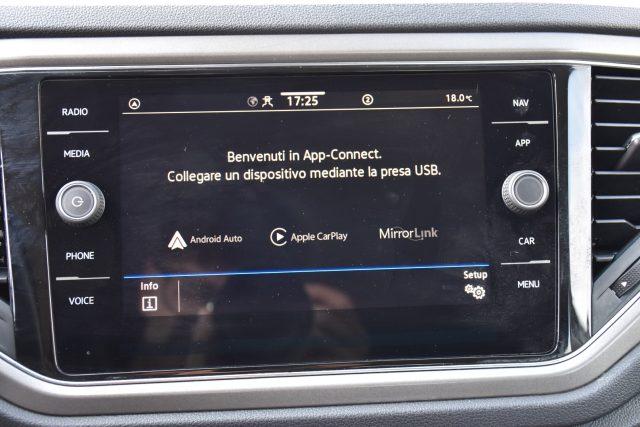 RADIO
MEDIA
PHONE
VOICE
17:25
2
18.0°C
Benvenuti in App-Connect.
Collegare un dispositivo mediante la presa USB.
Android Auto
Apple CarPlay
MirrorLink
Info
i
Setup
NAV
APP
CAR
MENU